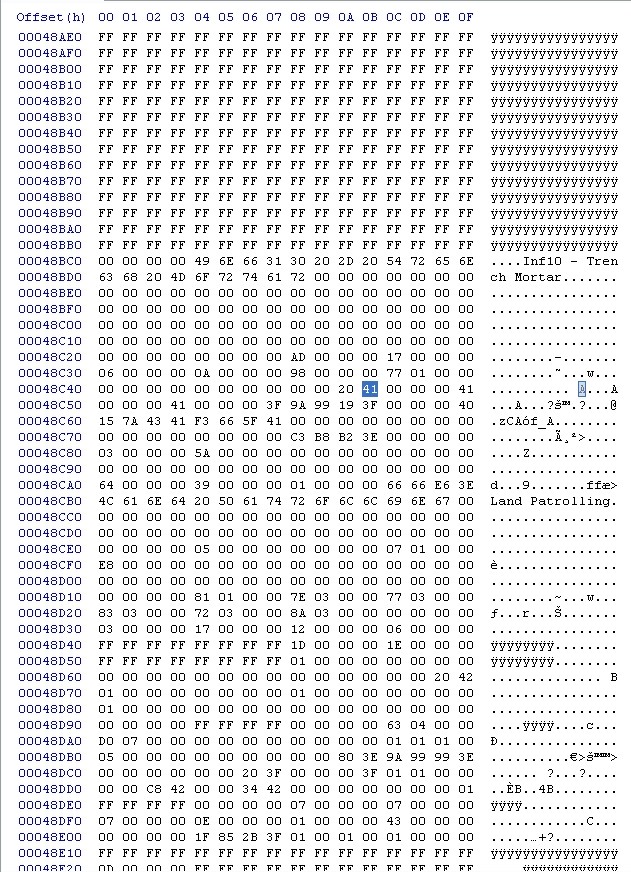 Offset(h) 00 01 02 03 04 05 06 07 08 09 0A 0B 0C 0D 0E 0F
00048AE0 FF FF FF FF FF FF FF FF FF FF FF FF FF FF FF FF ÿÿÿÿÿÿÿÿÿÿÿÿÿÿÿÿ
00048AF0 FF FF FF FF FF FF FF FF FF FF FF FF FF FF FF FF ÿÿÿÿÿÿÿÿÿÿÿÿÿÿÿÿ
00048B00 FF FF FF FF FF FF FF FF FF FF FF FF FF FF FF FF ÿÿÿÿÿÿÿÿÿÿÿÿÿÿÿÿ
00048B10 FF FF FF FF FF FF FF FF FF FF FF FF FF FF FF FF ÿÿÿÿÿÿÿÿÿÿÿÿÿÿÿÿ
00048B20 FF FF FF FF FF FF FF FF FF FF FF FF FF FF FF FF ÿÿÿÿÿÿÿÿÿÿÿÿÿÿÿÿ
00048B30 FF FF FF FF FF FF FF FF FF FF FF FF FF FF FF FF ÿÿÿÿÿÿÿÿÿÿÿÿÿÿÿÿ
00048B40 FF FF FF FF FF FF FF FF FF FF FF FF FF FF FF FF ÿÿÿÿÿÿÿÿÿÿÿÿÿÿÿÿ
00048B50 FF FF FF FF FF FF FF FF FF FF FF FF FF FF FF FF ÿÿÿÿÿÿÿÿÿÿÿÿÿÿÿÿ
00048B60 FF FF FF FF FF FF FF FF FF FF FF FF FF FF FF FF ÿÿÿÿÿÿÿÿÿÿÿÿÿÿÿÿ
00048B70 FF FF FF FF FF FF FF FF FF FF FF FF FF FF FF FF ÿÿÿÿÿÿÿÿÿÿÿÿÿÿÿÿ
00048B80 FF FF FF FF FF FF FF FF FF FF FF FF FF FF FF FF ÿÿÿÿÿÿÿÿÿÿÿÿÿÿÿÿ
00048B90 FF FF FF FF FF FF FF FF FF FF FF FF FF FF FF FF ÿÿÿÿÿÿÿÿÿÿÿÿÿÿÿÿ
00048BA0 FF FF FF FF FF FF FF FF FF FF FF FF FF FF FF FF ÿÿÿÿÿÿÿÿÿÿÿÿÿÿÿÿ
00048BB0 FF FF FF FF FF FF FF FF FF FF FF FF FF FF FF FF ÿÿÿÿÿÿÿÿÿÿÿÿÿÿÿÿ
00048BC0 00 00 00 00 49 6E 66 31 30 20 2D 20 54 72 65 6E ....Inf10 - Tren
00048BD0 63 68 20 4D 6F 72 74 61 72 00 00 00 00 00 00 00 ch Mortar.......
00048BE0 00 00 00 00 00 00 00 00 00 00 00 00 00 00 00 00 ................
00048BF0 00 00 00 00 00 00 00 00 00 00 00 00 00 00 00 00 ................
00048C00 00 00 00 00 00 00 00 00 00 00 00 00 00 00 00 00 ................
00048C10 00 00 00 00 00 00 00 00 00 00 00 00 00 00 00 00 ................
00048C20 00 00 00 00 00 00 00 00 AD 00 00 00 17 00 00 00 ........-.......
00048C30 06 00 00 00 0A 00 00 00 98 00 00 00 77 01 00 00 ........˜...w...
00048C40 00 00 00 00 00 00 00 00 00 00 20 41 00 00 00 41 .......... A...A
00048C50 00 00 00 41 00 00 00 3F 9A 99 19 3F 00 00 00 40 ...A...?š™.?...@
00048C60 15 7A 43 41 F3 66 5F 41 00 00 00 00 00 00 00 00 .zCAóf_A........
00048C70 00 00 00 00 00 00 00 00 C3 B8 B2 3E 00 00 00 00 ........Ã¸²>....
00048C80 03 00 00 00 5A 00 00 00 00 00 00 00 00 00 00 00 ....Z...........
00048C90 00 00 00 00 00 00 00 00 00 00 00 00 00 00 00 00 ................
00048CA0 64 00 00 00 39 00 00 00 01 00 00 00 66 66 E6 3E d...9.......ffæ>
00048CB0 4C 61 6E 64 20 50 61 74 72 6F 6C 6C 69 6E 67 00 Land Patrolling.
00048CC0 00 00 00 00 00 00 00 00 00 00 00 00 00 00 00 00 ................
00048CD0 00 00 00 00 00 00 00 00 00 00 00 00 00 00 00 00 ................
00048CE0 00 00 00 00 05 00 00 00 00 00 00 00 07 01 00 00 ................
00048CF0 E8 00 00 00 00 00 00 00 00 00 00 00 00 00 00 00 è...............
00048D00 00 00 00 00 00 00 00 00 00 00 00 00 00 00 00 00 ................
00048D10 00 00 00 00 81 01 00 00 7E 03 00 00 77 03 00 00 ........~...w...
00048D20 83 03 00 00 72 03 00 00 8A 03 00 00 00 00 00 00 ƒ...r...Š.......
00048D30 03 00 00 00 17 00 00 00 12 00 00 00 06 00 00 00 ................
00048D40 FF FF FF FF FF FF FF FF 1D 00 00 00 1E 00 00 00 ÿÿÿÿÿÿÿÿ........
00048D50 FF FF FF FF FF FF FF FF 01 00 00 00 00 00 00 00 ÿÿÿÿÿÿÿÿ........
00048D60 00 00 00 00 00 00 00 00 00 00 00 00 00 00 20 42 .............. B
00048D70 01 00 00 00 00 00 00 00 01 00 00 00 00 00 00 00 ................
00048D80 01 00 00 00 00 00 00 00 00 00 00 00 00 00 00 00 ................
00048D90 00 00 00 00 FF FF FF FF 00 00 00 00 63 04 00 00 ....ÿÿÿÿ....c...
00048DA0 D0 07 00 00 00 00 00 00 00 00 00 00 01 01 01 00 Ð...............
00048DB0 05 00 00 00 00 00 00 00 00 00 80 3E 9A 99 99 3E ..........€>š™™>
00048DC0 00 00 00 00 00 00 20 3F 00 00 00 3F 01 01 00 00 ...... ?...?....
00048DD0 00 00 C8 42 00 00 34 42 00 00 00 00 00 00 00 01 ..ÈB..4B........
00048DE0 FF FF FF FF 00 00 00 00 07 00 00 00 07 00 00 00 ÿÿÿÿ............
00048DF0 07 00 00 00 0E 00 00 00 01 00 00 00 43 00 00 00 ............C...
00048E00 00 00 00 00 1F 85 2B 3F 01 00 01 00 01 00 00 00 .....…+?........
00048E10 FF FF FF FF FF FF FF FF FF FF FF FF FF FF FF FF ÿÿÿÿÿÿÿÿÿÿÿÿÿÿÿÿ
00048E20 0D 00 00 00 FF FF FF FF FF FF FF FF FF FF FF FF